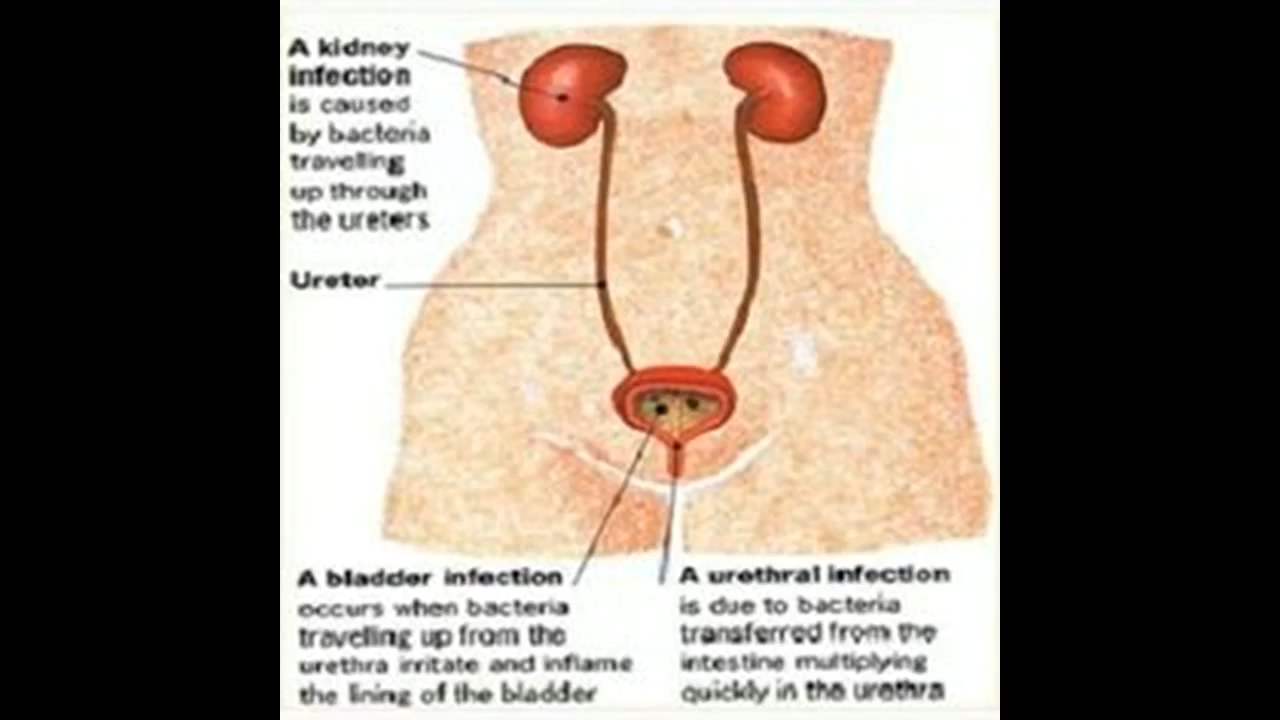 A kidney
infection
is caused
by bacteria
travelling
up through
the ureters
Ureter
A bladder infection
occurs when bacteria
travelling up from the
urethra irritate and inflame
the lining of the bladder
A urethral infection
is due to bacteria
transferred from the
intestine multiplying
quickly in the urethra